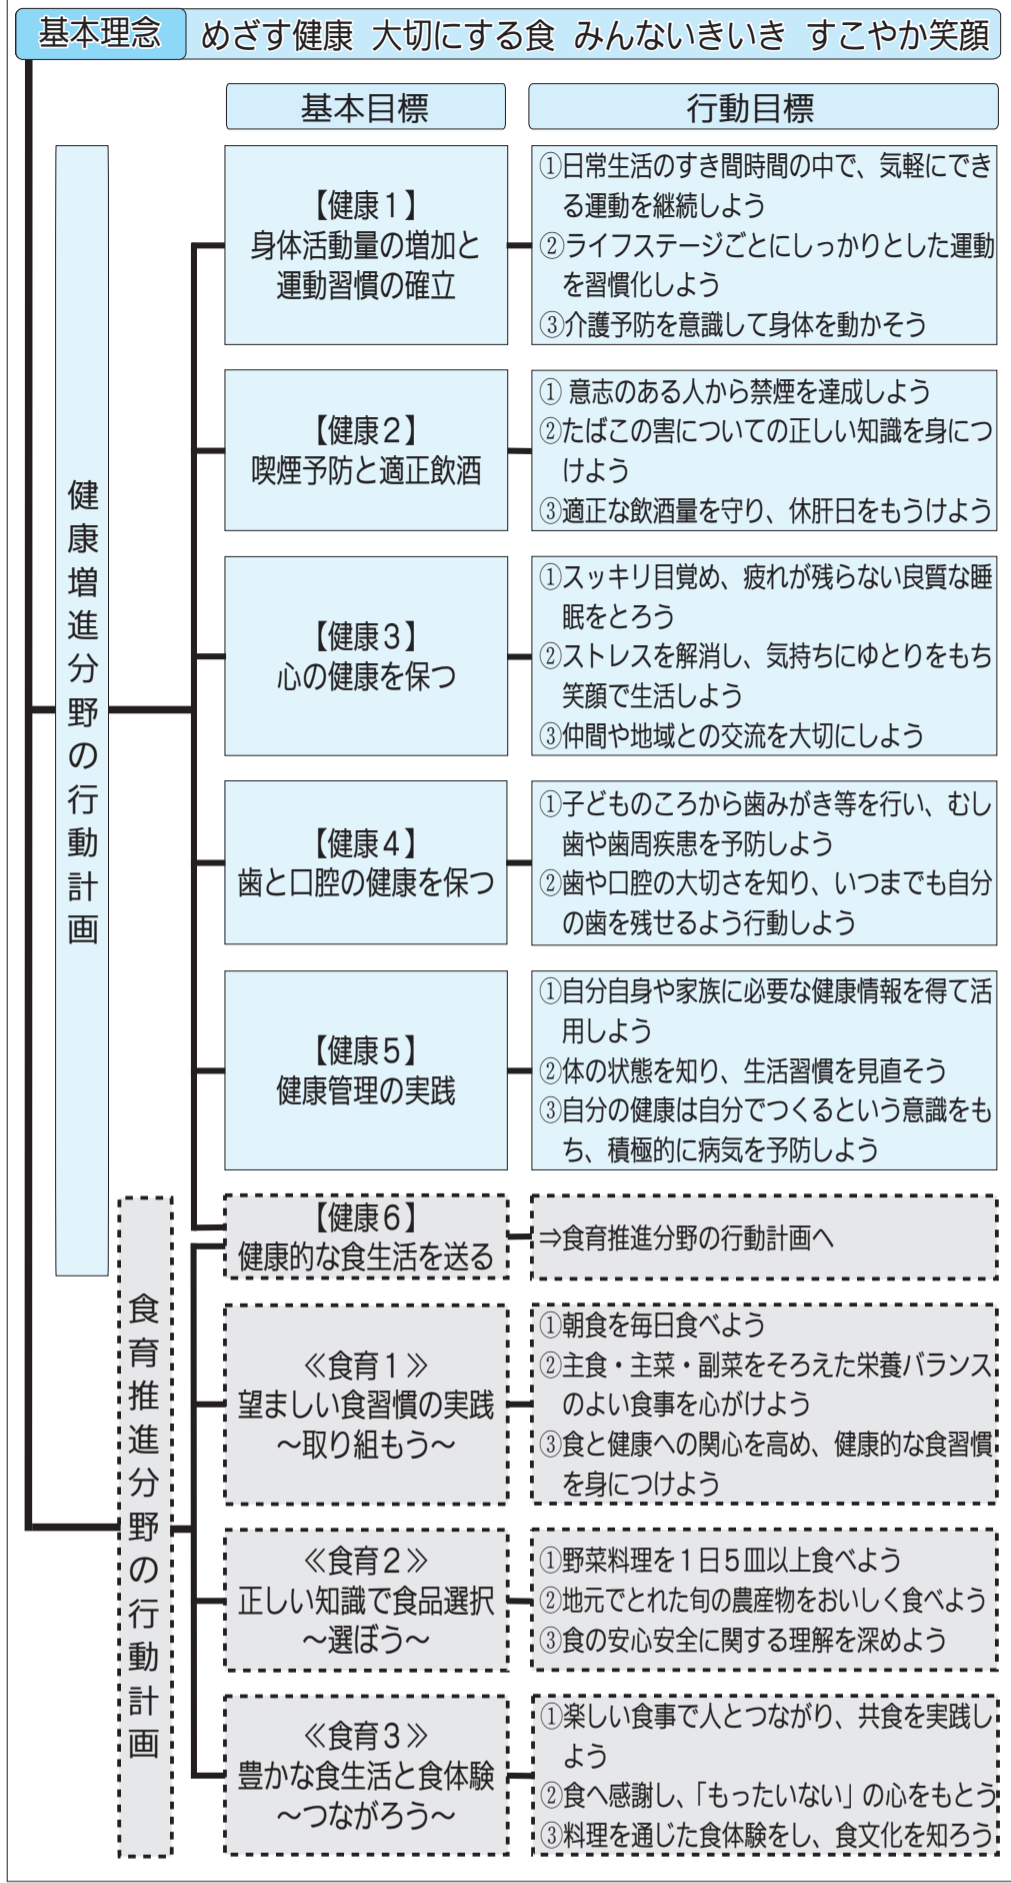 基本理念 めざす健康 大切にする食 みんないきいき すこやか笑顔
基本目標
行動目標
健康増進分野の行動計画
【健康１】
身体活動量の増加と
運動習慣の確立
①日常生活のすき間時間の中で、気軽にでき
る運動を継続しよう
②ライフステージごとにしっかりとした運動
を習慣化しよう
③介護予防を意識して身体を動かそう
【健康２】
喫煙予防と適正飲酒
① 意志のある人から禁煙を達成しよう
②たばこの害についての正しい知識を身につ
けよう
③適正な飲酒量を守り、休肝日をもうけよう
【健康３】
心の健康を保つ
①スッキリ目覚め、疲れが残らない良質な睡
眠をとろう
②ストレスを解消し、気持ちにゆとりをもち
笑顔で生活しよう
③仲間や地域との交流を大切にしよう
【健康４】
歯と口腔の健康を保つ
①子どものころから歯みがき等を行い、むし
歯や歯周疾患を予防しよう
②歯や口腔の大切さを知り、いつまでも自分
の歯を残せるよう行動しよう
【健康５】
健康管理の実践
①自分自身や家族に必要な健康情報を得て活
用しよう
②体の状態を知り、生活習慣を見直そう
③自分の健康は自分でつくるという意識をも
ち、積極的に病気を予防しよう
【健康６】
健康的な食生活を送る
⇒食育推進分野の行動計画へ
食育推進分野の行動計画
≪食育１≫
望ましい食習慣の実践
～取り組もう～
①朝食を毎日食べよう
②主食・主菜・副菜をそろえた栄養バランス
のよい食事を心がけよう
③食と健康への関心を高め、健康的な食習慣
を身につけよう
≪食育２≫
正しい知識で食品選択
～選ぼう～
①野菜料理を１日５皿以上食べよう
②地元でとれた旬の農産物をおいしく食べよう
③食の安心安全に関する理解を深めよう
≪食育３≫
豊かな食生活と食体験
～つながろう～
①楽しい食事で人とつながり、共食を実践し
よう
②食へ感謝し、「もったいない」の心をもとう
③料理を通じた食体験をし、食文化を知ろう